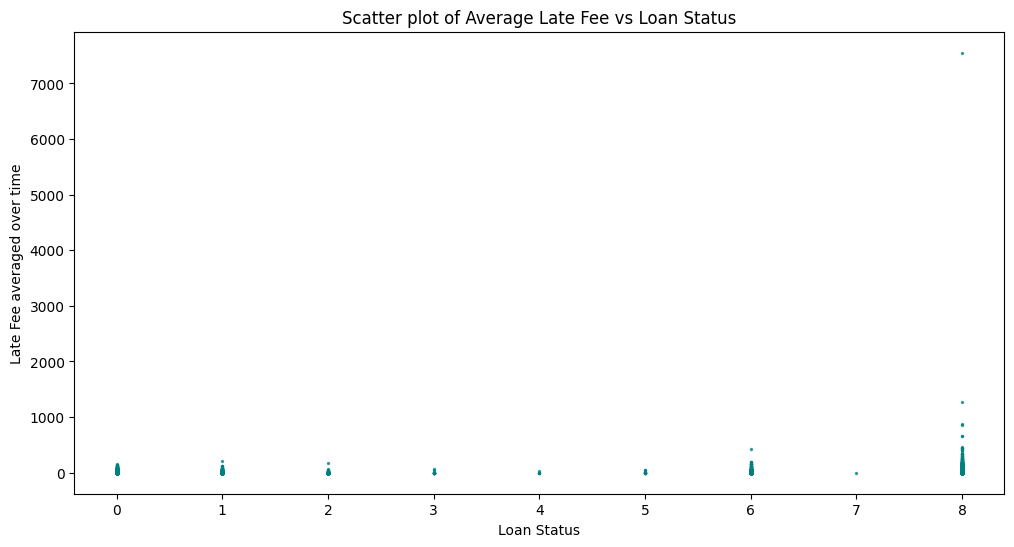 Scatter plot of Average Late Fee vs Loan Status
Late Fee averaged over time
7000
6000
5000
4000
3000
2000
1000
0
0 1 2 3 4 5 6 7 8
Loan Status